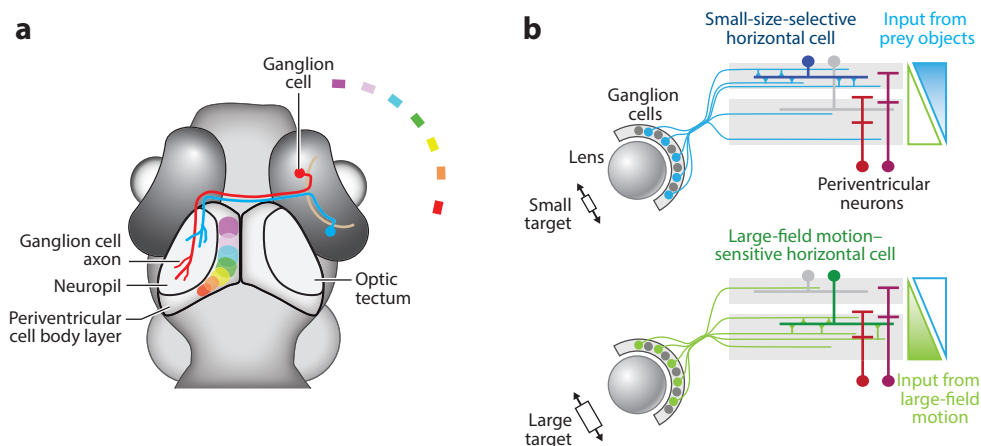 a
Ganglion
cell
Ganglion cell
axon
Neuropil
Periventricular
cell body layer
Optic
tectum
b
Small-size-selective
horizontal cell
Input from
prey objects
Ganglion
cells
Lens
Small
target
Periventricular
neurons
Large-field motion–
sensitive horizontal cell
Large
target
Input from
large-field
motion